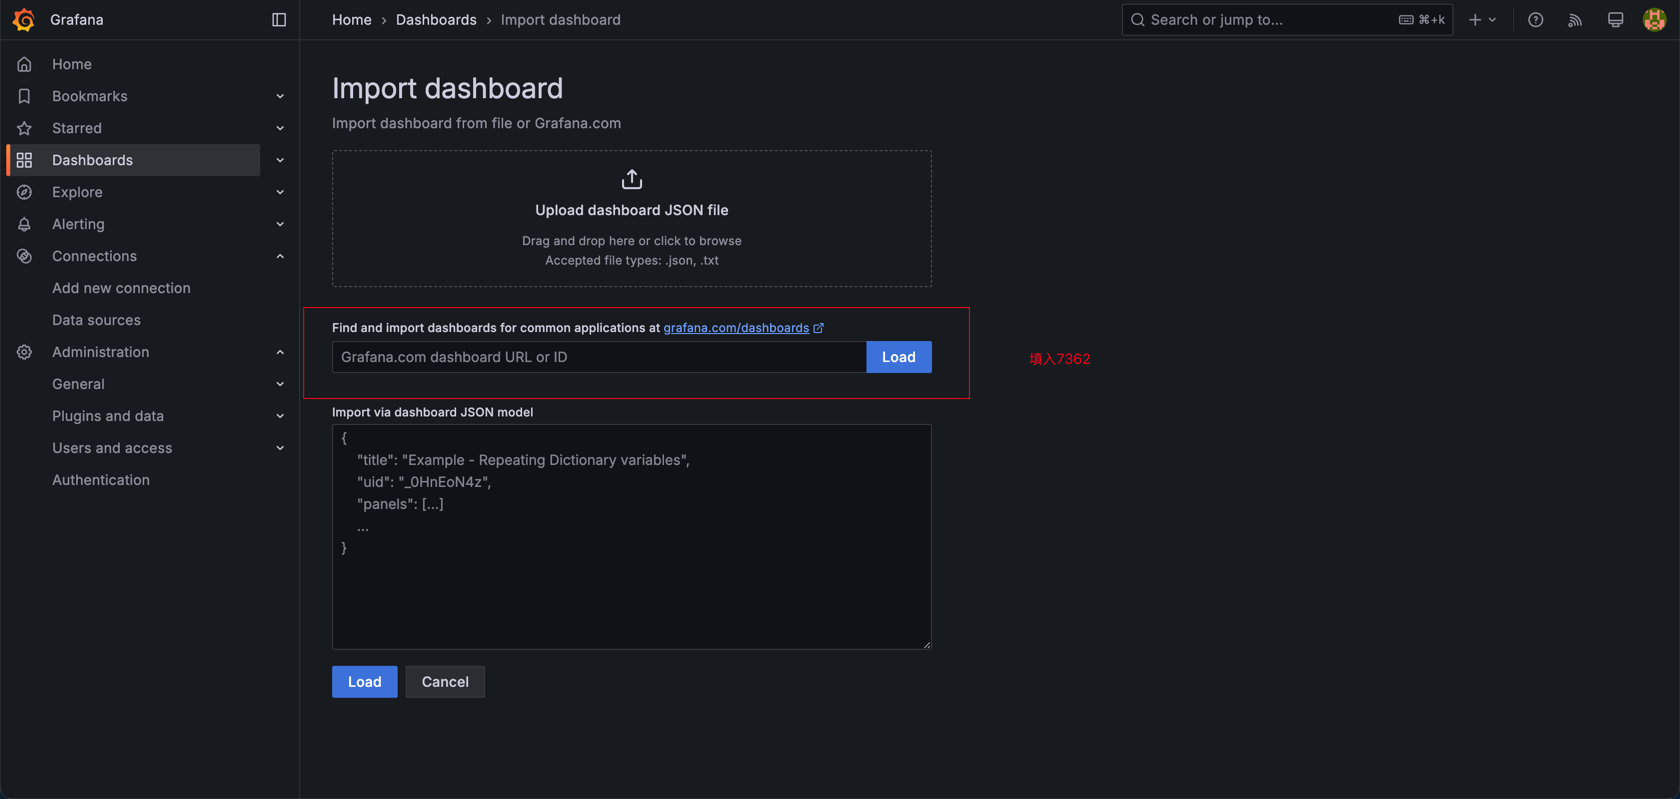 Grafana
Home › Dashboards › Import dashboard
Search or jump to...
⌘+k
Home
Bookmarks
Starred
Dashboards
Explore
Alerting
Connections
Add new connection
Data sources
Administration
General
Plugins and data
Users and access
Authentication
Import dashboard
Import dashboard from file or Grafana.com
Upload dashboard JSON file
Drag and drop here or click to browse
Accepted file types: .json, .txt
Find and import dashboards for common applications at grafana.com/dashboards
Grafana.com dashboard URL or ID
Load
填入7362
Import via dashboard JSON model
{
"title": "Example - Repeating Dictionary variables",
"uid": "_0HnEoN4z",
"panels": [...]
...
}
Load
Cancel